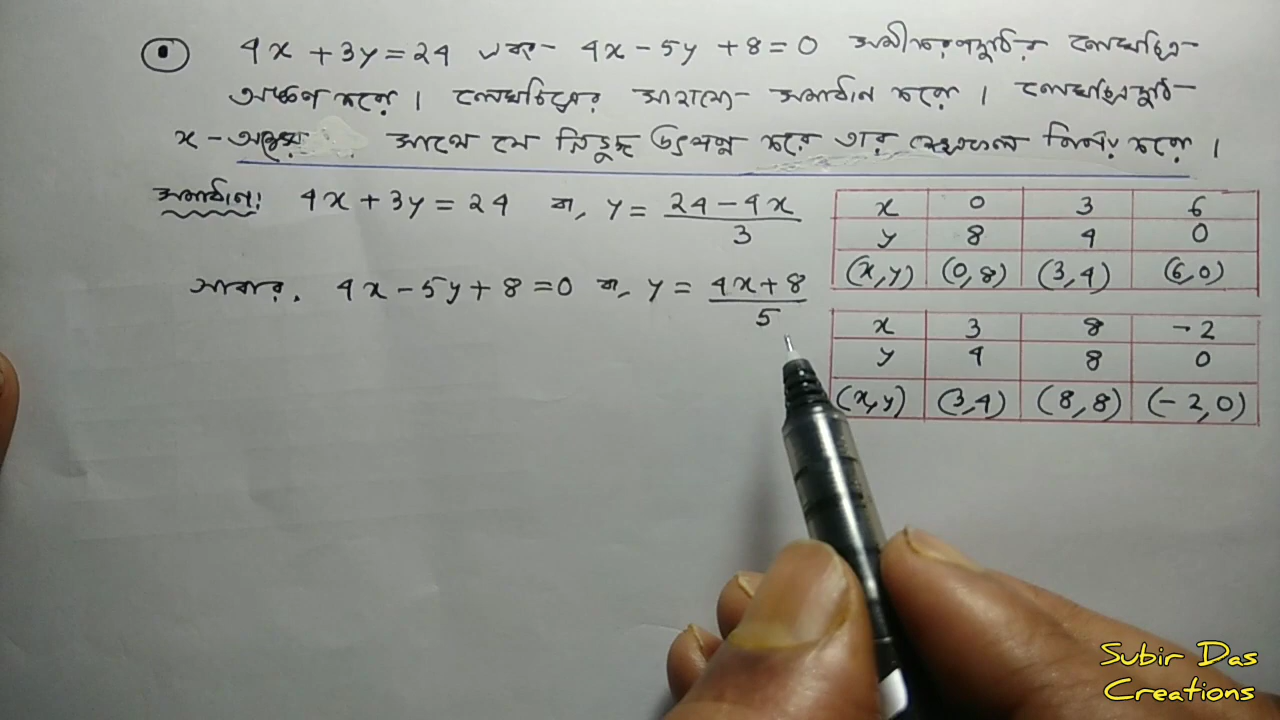 4x + 3y = 24 এবং 4x - 5y + 8 = 0 সমীকরণদুটির লেখচিত্র
অঙ্কন করো। লেখচিত্রের সাহায্যে সমাধান করো। লেখচিত্রদুটি
x - অক্ষের সাথে যে ত্রিভুজ উৎপন্ন করে তার ক্ষেত্রফল নির্ণয় করো।
সমাধান: 4x + 3y = 24 বা, y = (24 - 4x)/3
x 0 3 6
y 8 4 0
(x,y) (0,8) (3,4) (6,0)
আবার, 4x - 5y + 8 = 0 বা, y = (4x + 8)/5
x 3 8 -2
y 4 8 0
(x,y) (3,4) (8,8) (-2,0)
Subir Das
Creations